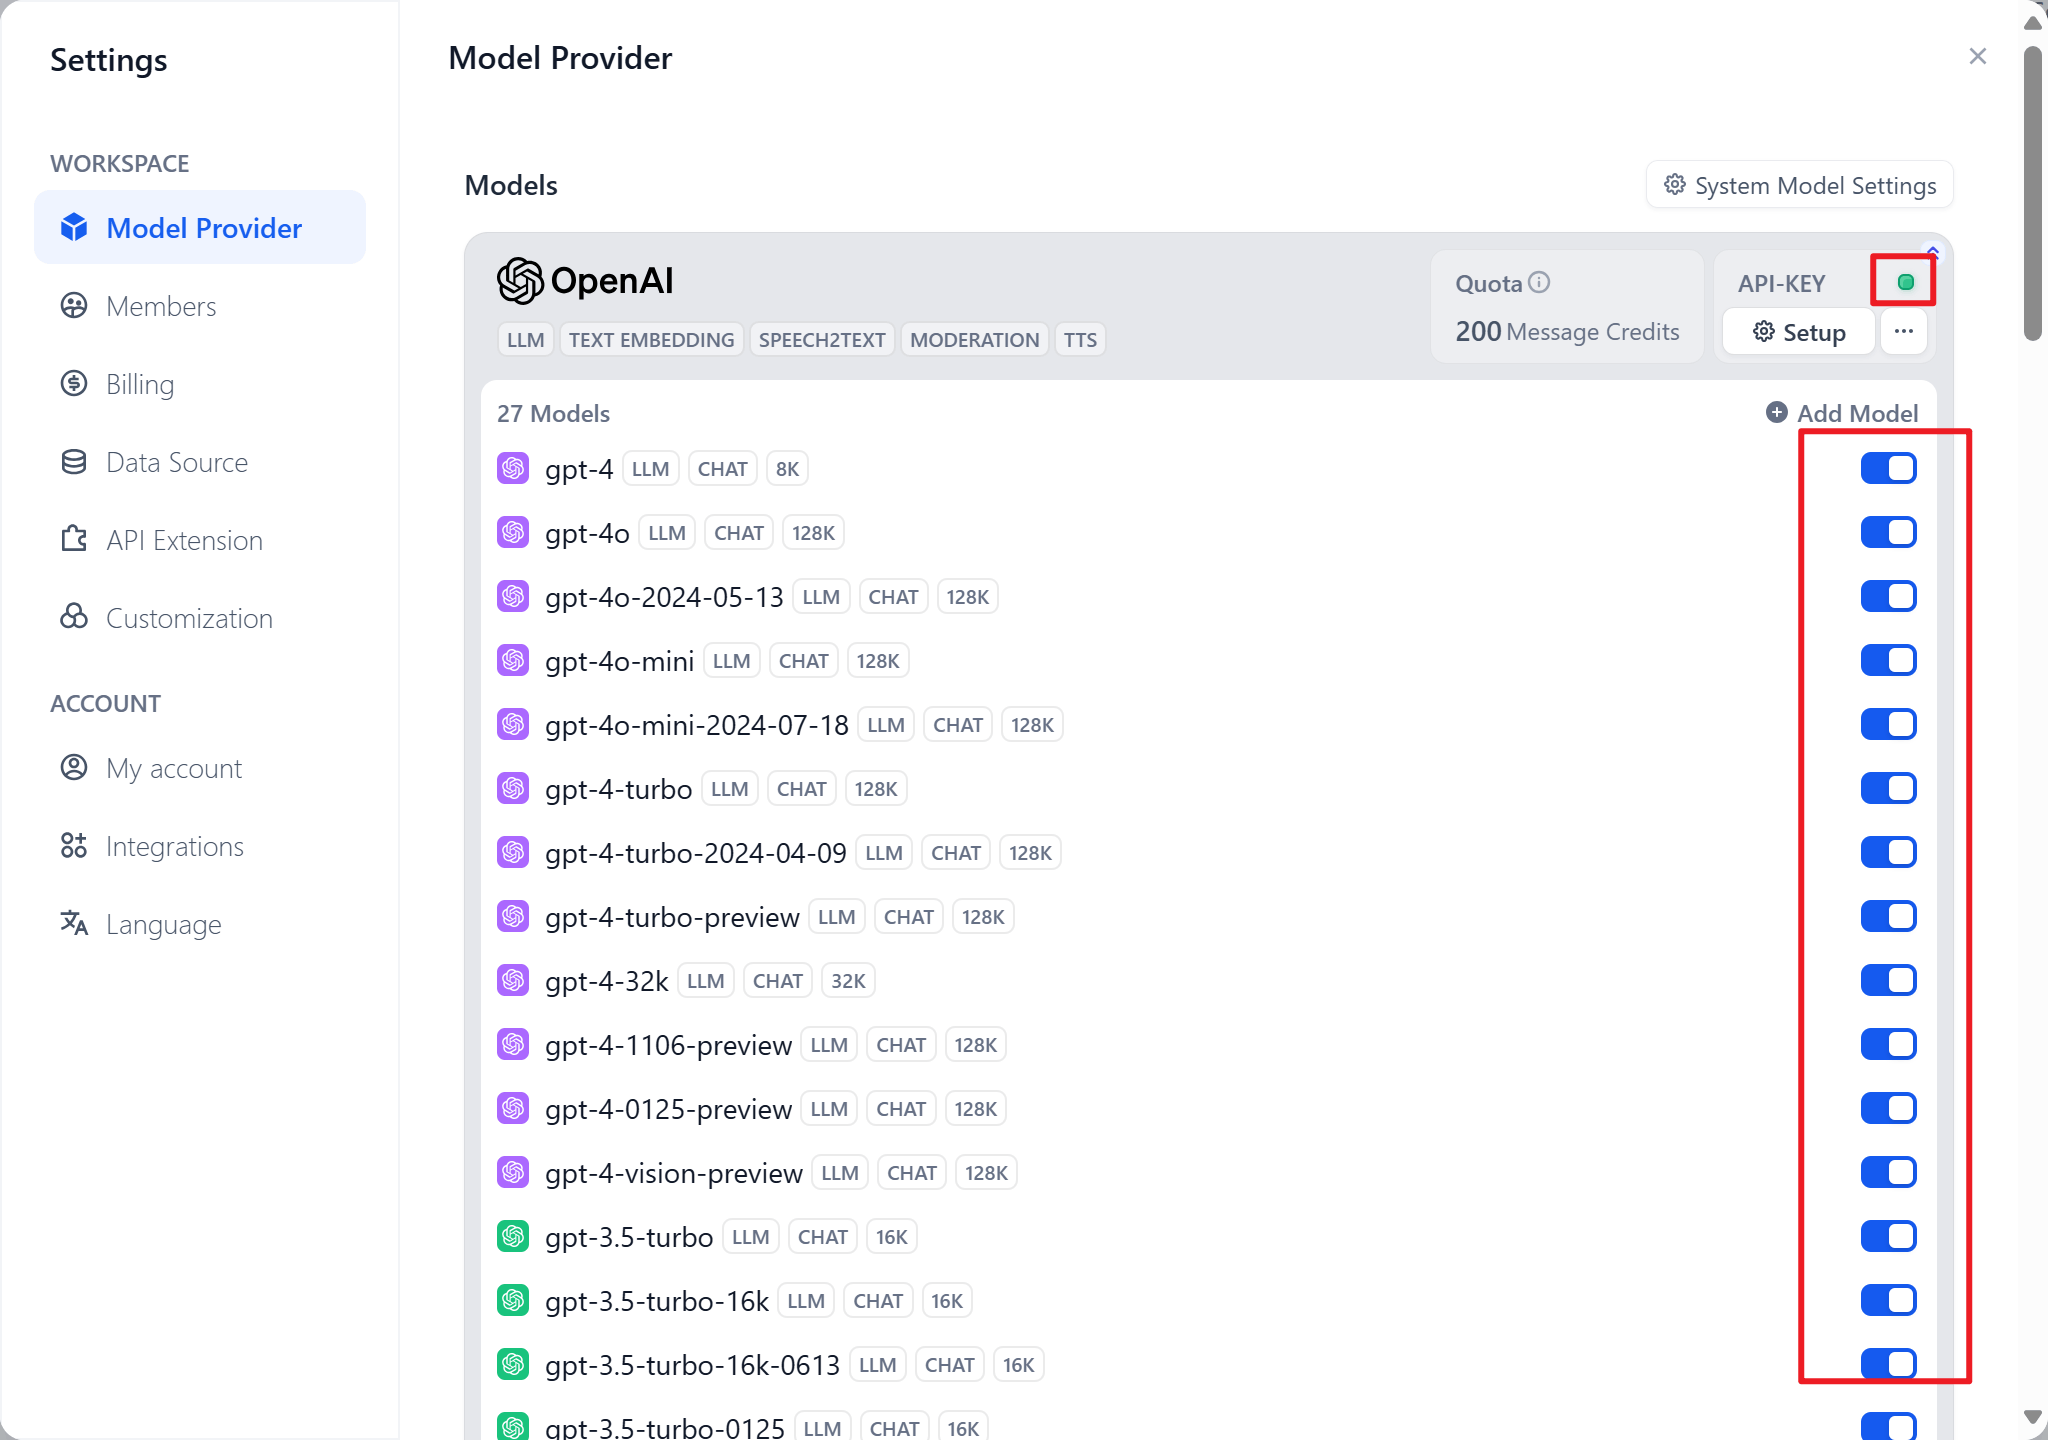 Settings
WORKSPACE
Model Provider
Members
Billing
Data Source
API Extension
Customization
ACCOUNT
My account
Integrations
Language
Model Provider
Models
System Model Settings
OpenAI
LLM TEXT EMBEDDING SPEECH2TEXT MODERATION TTS
Quota
200 Message Credits
API-KEY
Setup
27 Models
Add Model
gpt-4 LLM CHAT 8K
gpt-4o LLM CHAT 128K
gpt-4o-2024-05-13 LLM CHAT 128K
gpt-4o-mini LLM CHAT 128K
gpt-4o-mini-2024-07-18 LLM CHAT 128K
gpt-4-turbo LLM CHAT 128K
gpt-4-turbo-2024-04-09 LLM CHAT 128K
gpt-4-turbo-preview LLM CHAT 128K
gpt-4-32k LLM CHAT 32K
gpt-4-1106-preview LLM CHAT 128K
gpt-4-0125-preview LLM CHAT 128K
gpt-4-vision-preview LLM CHAT 128K
gpt-3.5-turbo LLM CHAT 16K
gpt-3.5-turbo-16k LLM CHAT 16K
gpt-3.5-turbo-16k-0613 LLM CHAT 16K
gpt-3.5-turbo-0125 LLM CHAT 16K